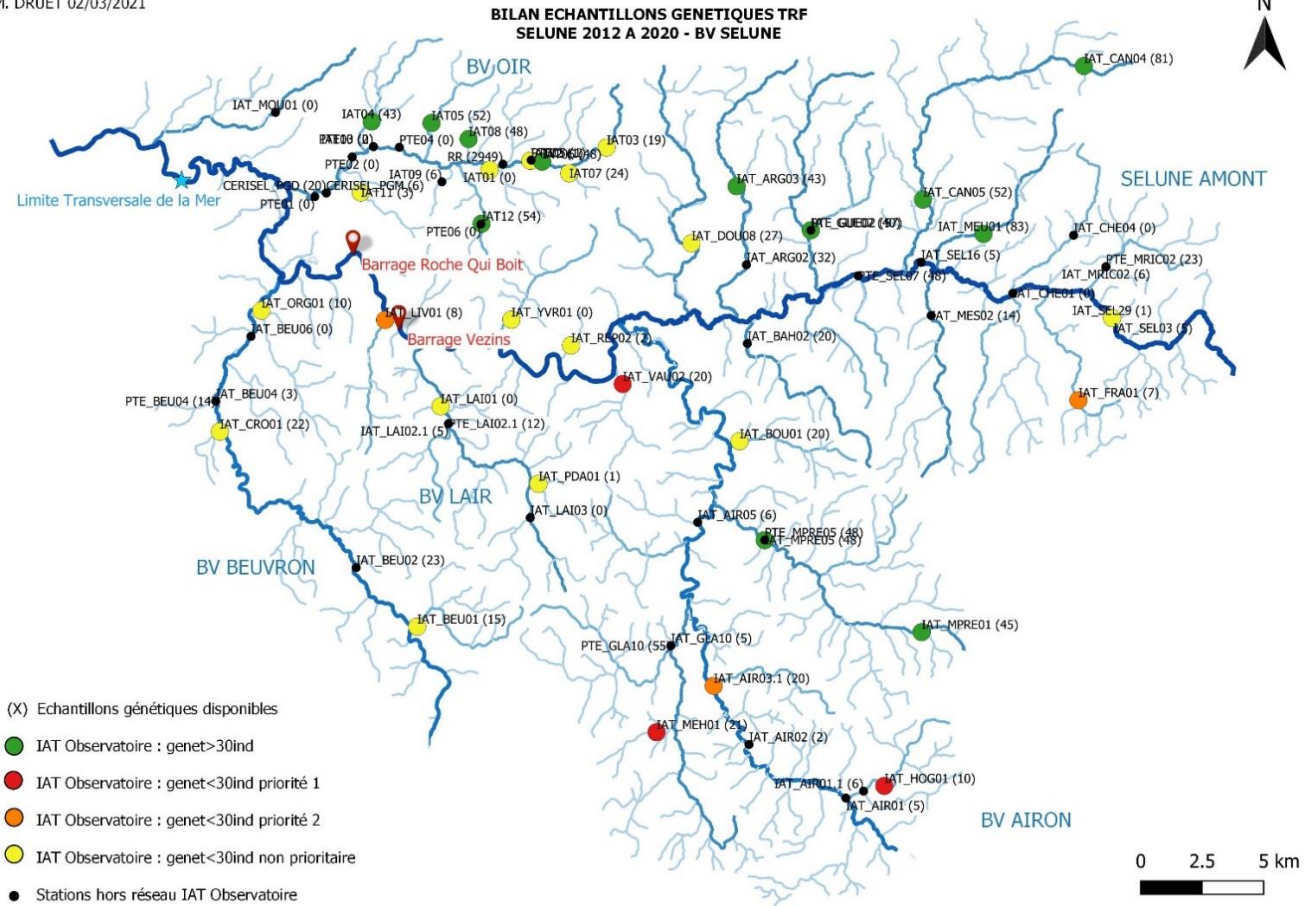 M. DRUET 02/03/2021
BILAN ECHANTILLONS GENETIQUES TRF
SELUNE 2012 A 2020 - BV SELUNE
N
BV OIR
IAT_CAN04 (81)
IAT_MOU01 (0)
IAT04 (43)
IAT05 (52)
IAT08 (48)
PTE04 (0)
IAT03 (19)
PTE02 (0)
RR (2949)
IAT09 (6)
IAT01 (0)
IAT07 (24)
CERISEL_PGD (20)
CERISEL_PGM (6)
IAT11 (3)
PTE01 (0)
Limite Transversale de la Mer
IAT_ARG03 (43)
IAT_CAN05 (52)
SELUNE AMONT
IAT12 (54)
PTE06 (0)
IAT_MEU01 (83)
IAT_CHE04 (0)
IAT_DOU08 (27)
IAT_ARG02 (32)
IAT_SEL16 (5)
PTE_MRIC02 (23)
IAT_MRIC02 (6)
Barrage Roche Qui Boit
PTE_SEL07 (48)
IAT_CHE01 (0)
IAT_ORG01 (10)
IAT_LIV01 (8)
IAT_YVR01 (0)
IAT_MES02 (14)
IAT_SEL29 (1)
IAT_SEL03 (5)
IAT_BEU06 (0)
Barrage Vezins
IAT_REP02 (2)
IAT_BAH02 (20)
IAT_VAU02 (20)
IAT_FRA01 (7)
PTE_BEU04 (14)
IAT_BEU04 (3)
IAT_LAI01 (0)
IAT_CRO01 (22)
IAT_LAI02.1 (5)
PTE_LAI02.1 (12)
IAT_BOU01 (20)
IAT_PDA01 (1)
BV LAIR
IAT_LAI03 (0)
IAT_AIR05 (6)
PTE_MPRE05 (48)
IAT_MPRE05 (48)
BV BEUVRON
IAT_BEU02 (23)
IAT_BEU01 (15)
IAT_MPRE01 (45)
PTE_GLA10 (55)
IAT_GLA10 (5)
IAT_AIR03.1 (20)
IAT_MEH01 (21)
IAT_AIR02 (2)
IAT_AIR01.1 (6)
IAT_HOG01 (10)
IAT_AIR01 (5)
BV AIRON
(X) Echantillons génétiques disponibles
IAT Observatoire : genet>30ind
IAT Observatoire : genet<30ind priorité 1
IAT Observatoire : genet<30ind priorité 2
IAT Observatoire : genet<30ind non prioritaire
Stations hors réseau IAT Observatoire
0 2.5 5 km